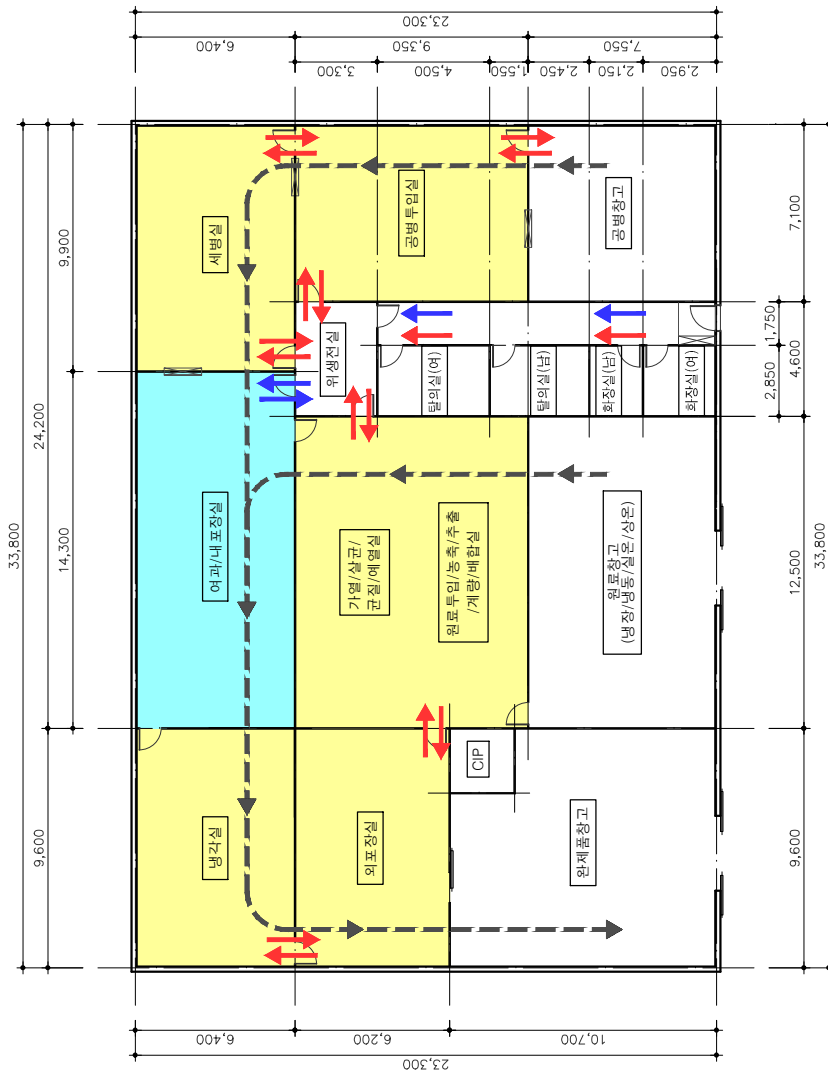 23,300
6,400
9,350
7,550
3,300
4,500
1,550
2,450
2,150
2,950
33,800
24,200
9,900
14,300
9,600
세병실
공병투입실
공병창고
위생전실
탈의실(여)
탈의실(남)
화장실(남)
화장실(여)
여과/내포장실
가열/살균/
균질/예열실
원료투입/농축/추출
/계량/배합실
원료창고
(냉장/냉동/실온/상온)
CIP
냉각실
외포장실
완제품창고
7,100
1,750
2,850
4,600
12,500
9,600
33,800
6,400
6,200
10,700
23,300